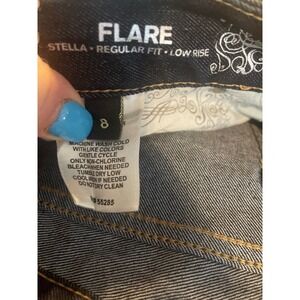 FLARE
STELLA • REGULAR FIT • LOW RISE
8
MACHINE WASH COLD
WITH LIKE COLORS
GENTLE CYCLE
ONLY NON-CHLORINE
BLEACH WHEN NEEDED
TUMBLE DRY LOW
COOL IRON IF NEEDED
DO NOT DRY CLEAN
55285